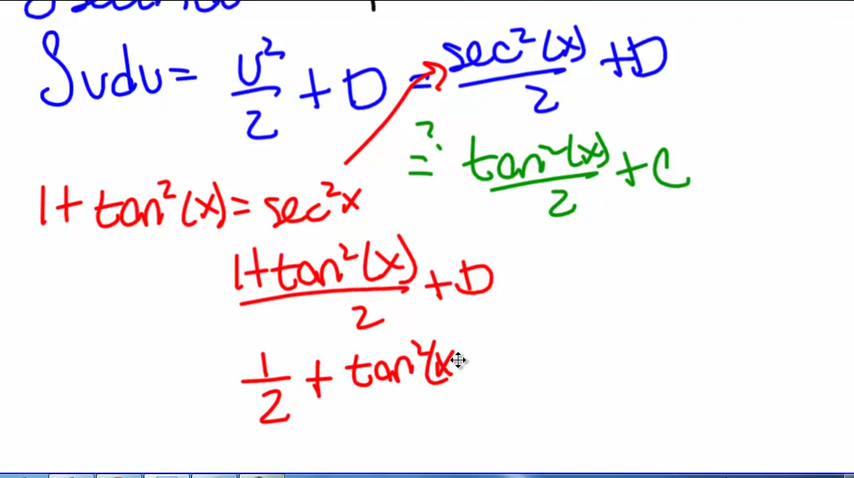 ∫udu = u²/2 + D = sec²(x)/2 + D
=? tan²(x)/2 + C
1 + tan²(x) = sec²x
1 + tan²(x)/2 + D
1/2 + tan²(x